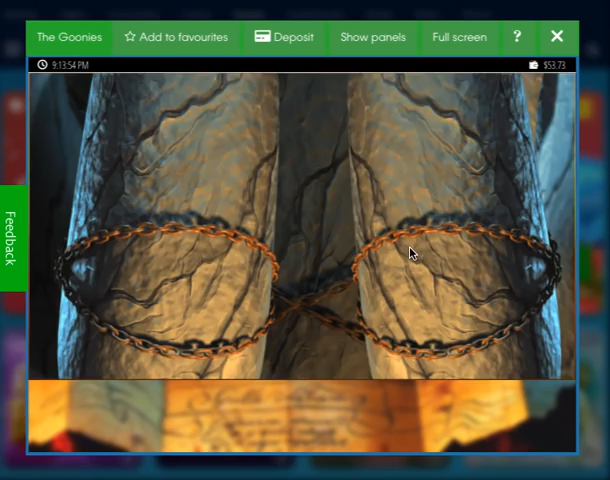 The Goonies
Add to favourites
Deposit
Show panels
Full screen
?
9:13:54 PM
$53.73
Feedback